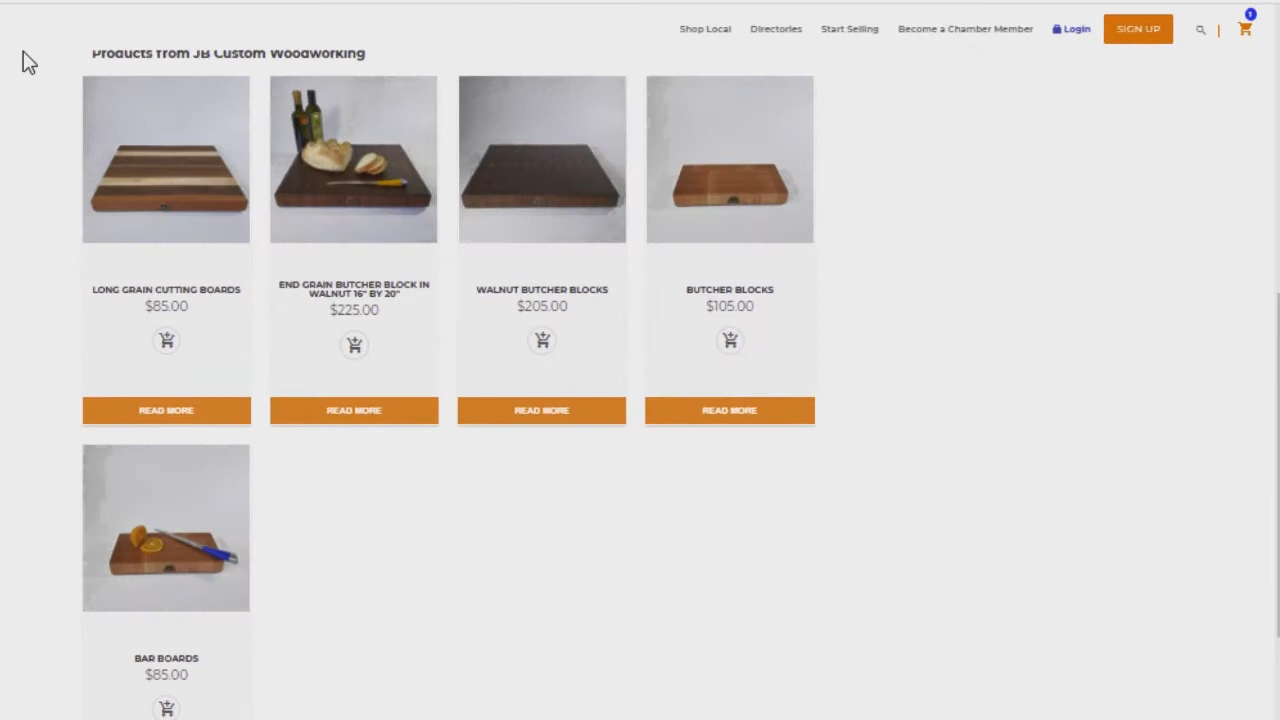 Shop Local
Directories
Start Selling
Become a Chamber Member
Login
SIGN UP
1
Products from JB Custom Woodworking
LONG GRAIN CUTTING BOARDS
$85.00
READ MORE
END GRAIN BUTCHER BLOCK IN
WALNUT 16" BY 20"
$225.00
READ MORE
WALNUT BUTCHER BLOCKS
$205.00
READ MORE
BUTCHER BLOCKS
$105.00
READ MORE
BAR BOARDS
$85.00